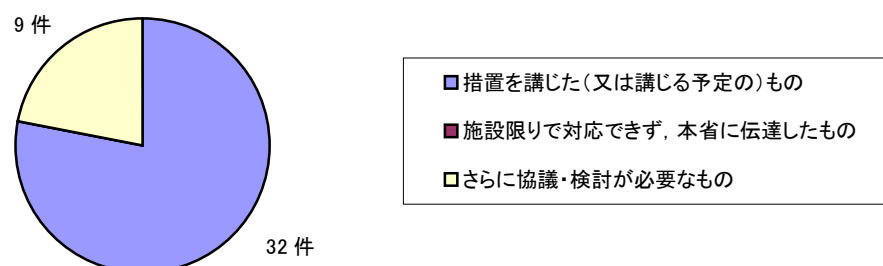 9 件
措置を講じた(又は講じる予定の)もの
施設限りで対応できず，本省に伝達したもの
さらに協議・検討が必要なもの
32 件